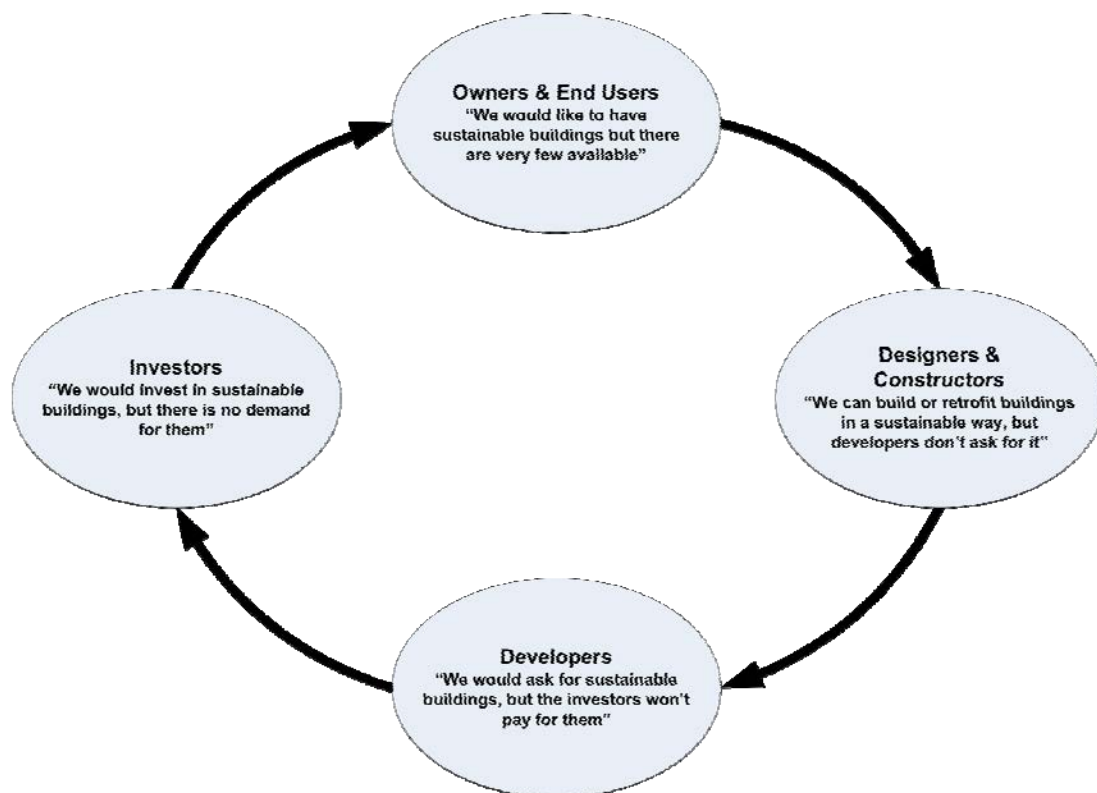 Owners & End Users
“We would like to have
sustainable buildings but there
are very few available”
Designers &
Constructors
“We can build or retrofit buildings
in a sustainable way, but
developers don’t ask for it”
Developers
“We would ask for sustainable
buildings, but the investors won’t
pay for them”
Investors
“We would invest in sustainable
buildings, but there is no demand
for them”